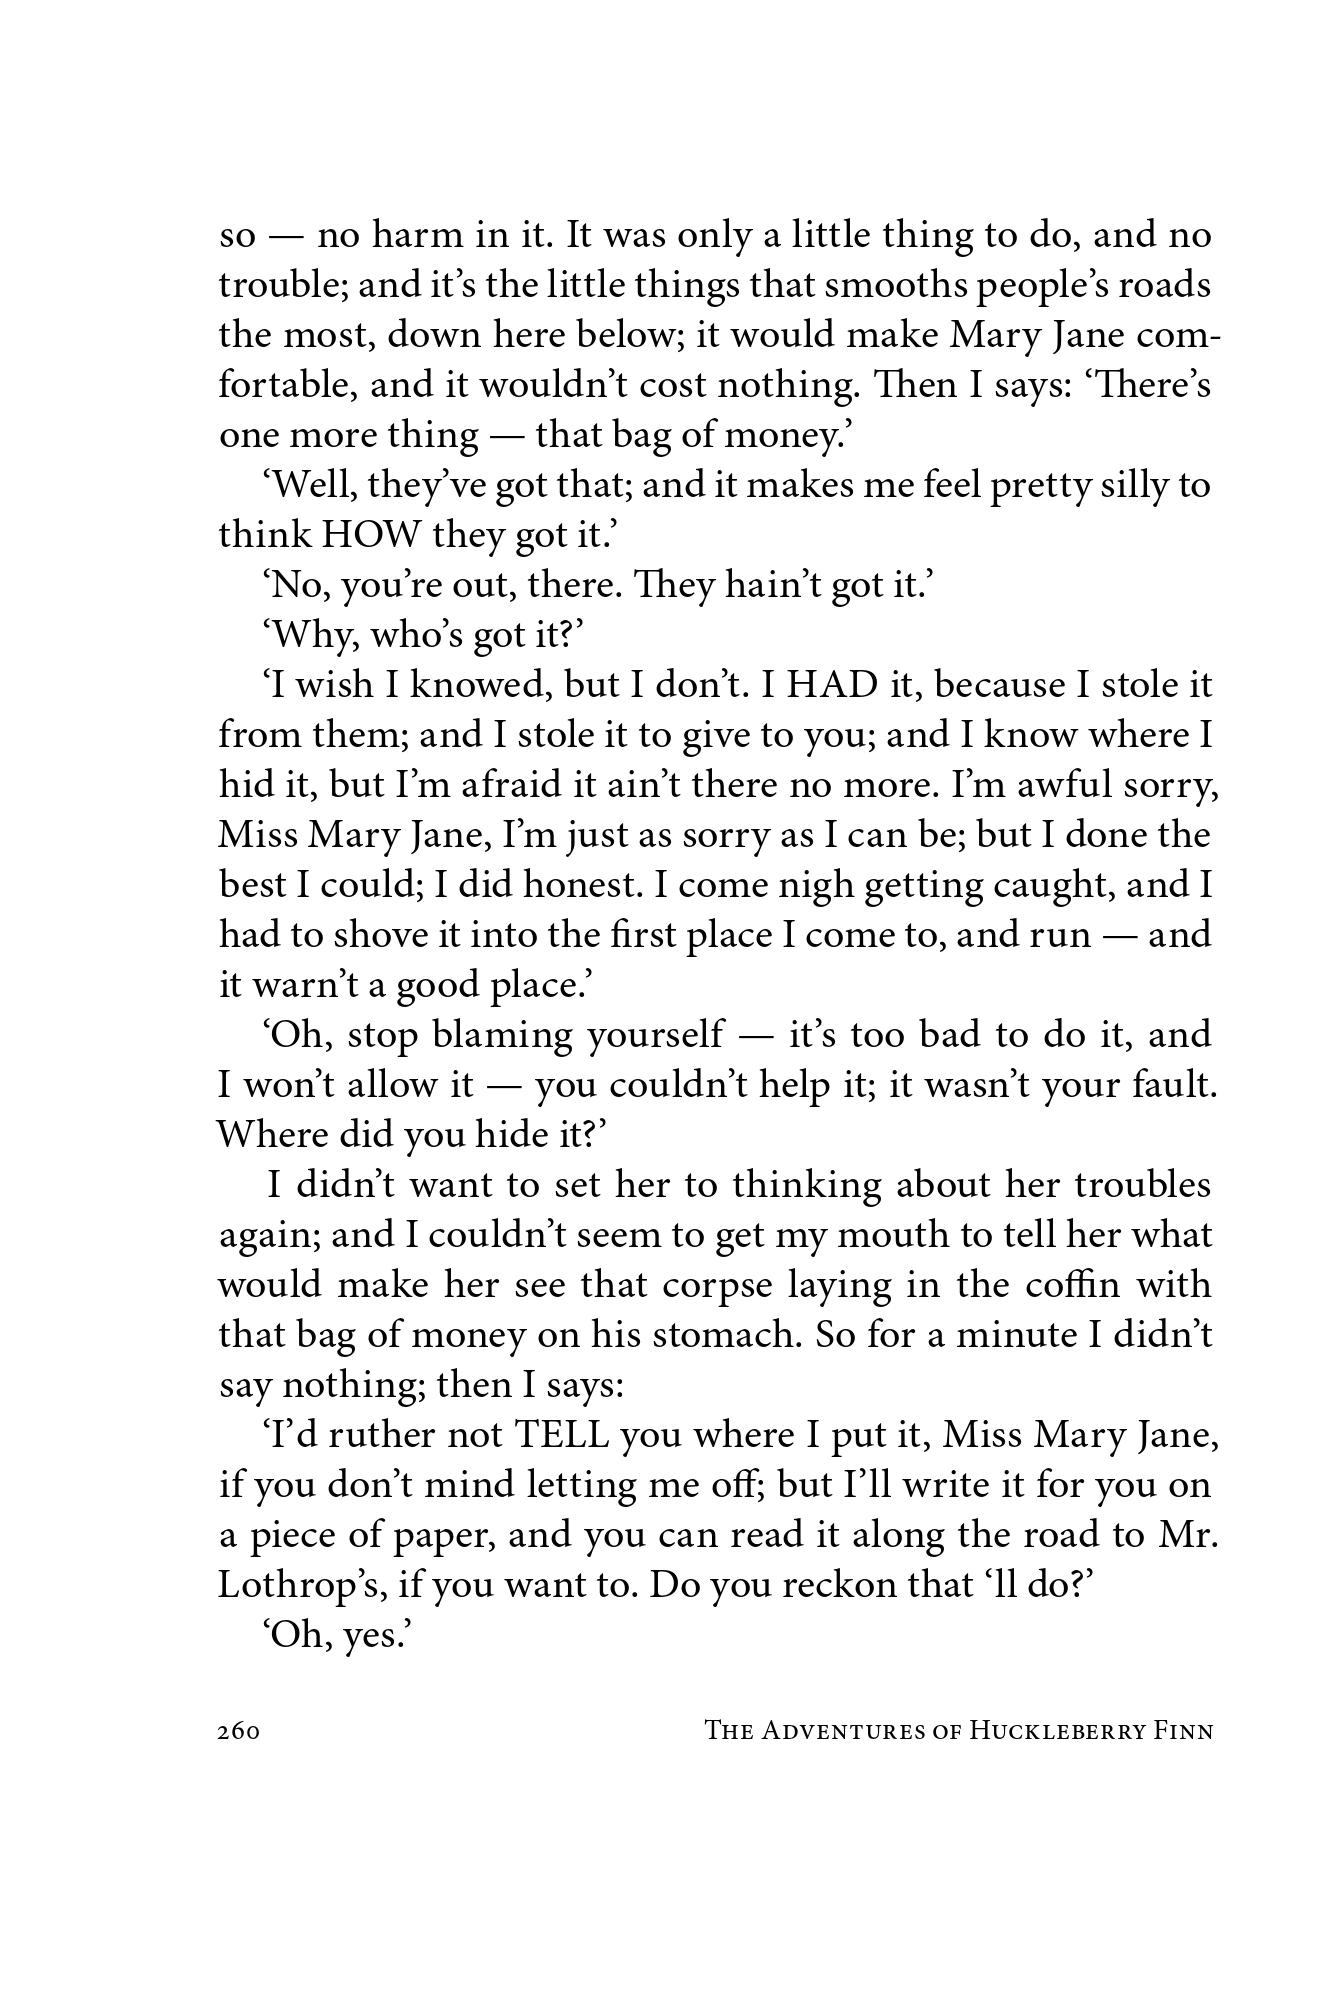 so — no harm in it. It was only a little thing to do, and no
trouble; and it’s the little things that smooths people’s roads
the most, down here below; it would make Mary Jane com-
fortable, and it wouldn’t cost nothing. Then I says: ‘There’s
one more thing — that bag of money.’
‘Well, they’ve got that; and it makes me feel pretty silly to
think HOW they got it.’
‘No, you’re out, there. They hain’t got it.’
‘Why, who’s got it?’
‘I wish I knowed, but I don’t. I HAD it, because I stole it
from them; and I stole it to give to you; and I know where I
hid it, but I’m afraid it ain’t there no more. I’m awful sorry,
Miss Mary Jane, I’m just as sorry as I can be; but I done the
best I could; I did honest. I come nigh getting caught, and I
had to shove it into the first place I come to, and run — and
it warn’t a good place.’
‘Oh, stop blaming yourself — it’s too bad to do it, and
I won’t allow it — you couldn’t help it; it wasn’t your fault.
Where did you hide it?’
I didn’t want to set her to thinking about her troubles
again; and I couldn’t seem to get my mouth to tell her what
would make her see that corpse laying in the coffin with
that bag of money on his stomach. So for a minute I didn’t
say nothing; then I says:
‘I’d ruther not TELL you where I put it, Miss Mary Jane,
if you don’t mind letting me off; but I’ll write it for you on
a piece of paper, and you can read it along the road to Mr.
Lothrop’s, if you want to. Do you reckon that ‘ll do?’
‘Oh, yes.’
260 The Adventures of Huckleberry Finn